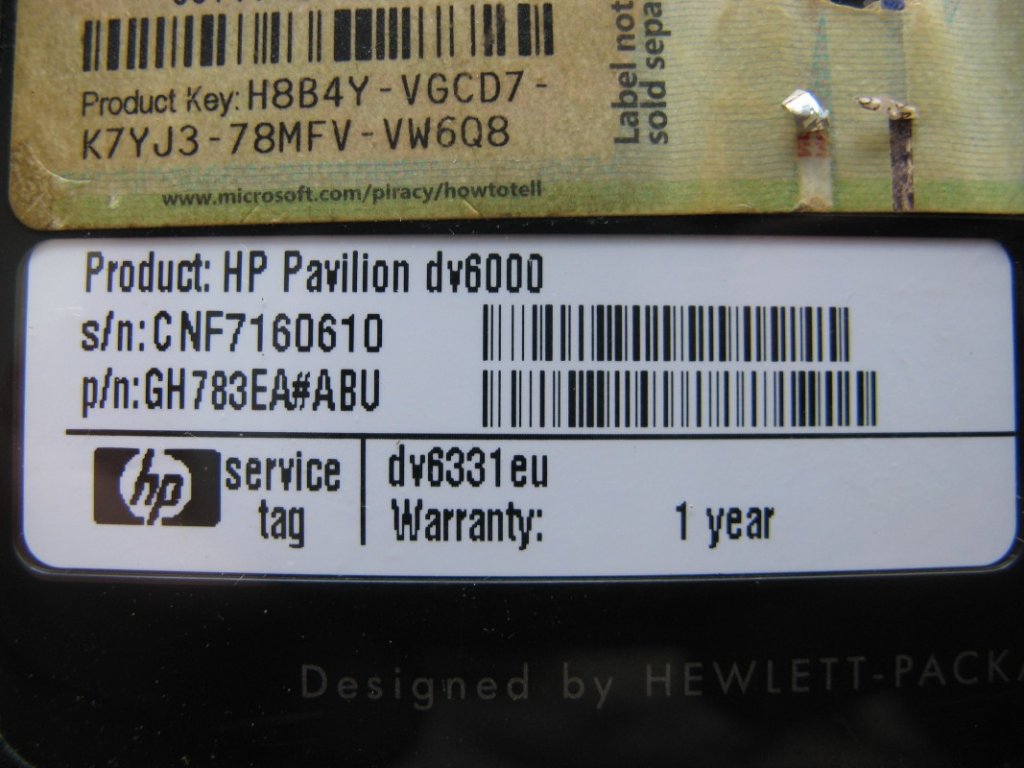 Product Key: H8B4Y-VGCD7-
K7YJ3-78MFV-VW6Q8
www.microsoft.com/piracy/howtotell
Label not
sold sepa
Product: HP Pavilion dv6000
s/n:CNF7160610
p/n:GH783EA#ABU
hp service
tag
dv6331eu
Warranty: 1 year
Designed by HEWLETT-PACKA